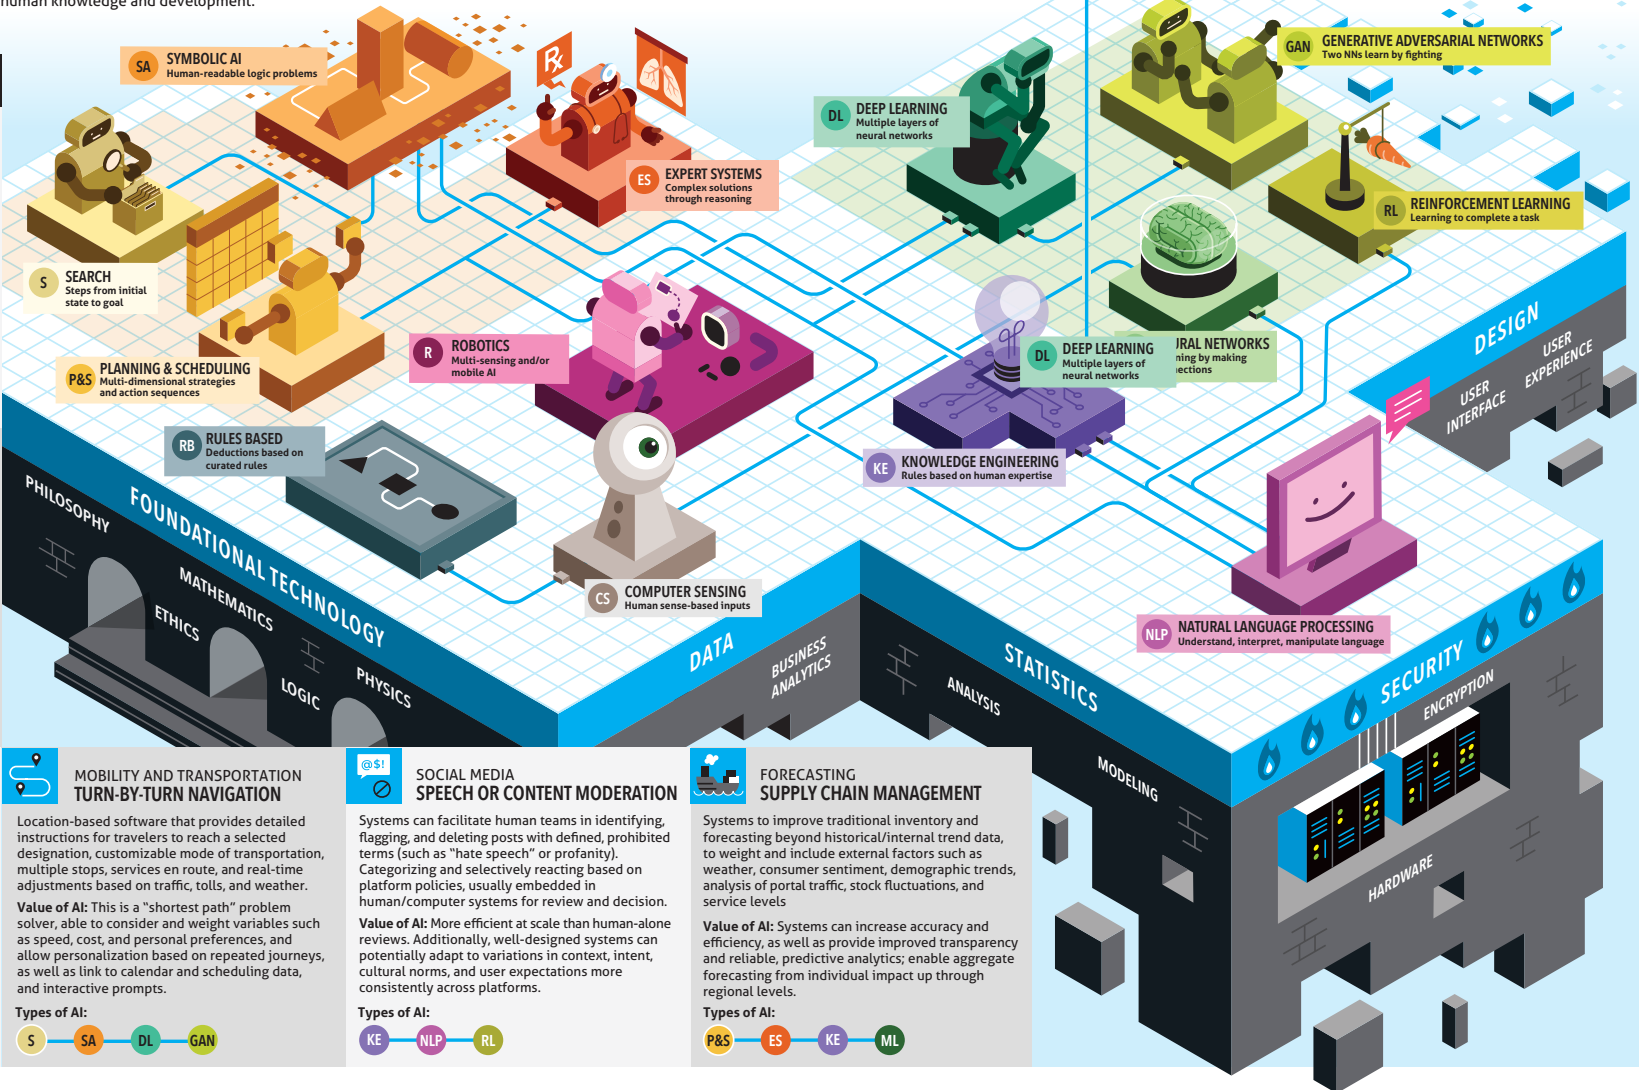 human knowledge and development.
SA
SYMBOLIC AI
Human-readable logic problems
Rx
ES
EXPERT SYSTEMS
Complex solutions
through reasoning
DL
DEEP LEARNING
Multiple layers of
neural networks
GAN
GENERATIVE ADVERSARIAL NETWORKS
Two NNs learn by fighting
RL
REINFORCEMENT LEARNING
Learning to complete a task
S
SEARCH
Steps from initial
state to goal
P&S
PLANNING & SCHEDULING
Multi-dimensional strategies
and action sequences
R
ROBOTICS
Multi-sensing and/or
mobile AI
DL
DEEP LEARNING
Multiple layers of
neural networks
URAL NETWORKS
ning by making
nections
RB
RULES BASED
Deductions based on
curated rules
KE
KNOWLEDGE ENGINEERING
Rules based on human expertise
CS
COMPUTER SENSING
Human sense-based inputs
NLP
NATURAL LANGUAGE PROCESSING
Understand, interpret, manipulate language
DESIGN
USER
INTERFACE
USER
EXPERIENCE
FOUNDATIONAL TECHNOLOGY
PHILOSOPHY
MATHEMATICS
ETHICS
LOGIC
PHYSICS
DATA
BUSINESS
ANALYTICS
STATISTICS
ANALYSIS
MODELING
SECURITY
ENCRYPTION
HARDWARE
MOBILITY AND TRANSPORTATION
TURN-BY-TURN NAVIGATION
Location-based software that provides detailed
instructions for travelers to reach a selected
designation, customizable mode of transportation,
multiple stops, services en route, and real-time
adjustments based on traffic, tolls, and weather.
Value of AI: This is a “shortest path” problem
solver, able to consider and weight variables such
as speed, cost, and personal preferences, and
allow personalization based on repeated journeys,
as well as link to calendar and scheduling data,
and interactive prompts.
Types of AI:
S SA DL GAN
@$!
SOCIAL MEDIA
SPEECH OR CONTENT MODERATION
Systems can facilitate human teams in identifying,
flagging, and deleting posts with defined, prohibited
terms (such as “hate speech” or profanity).
Categorizing and selectively reacting based on
platform policies, usually embedded in
human/computer systems for review and decision.
Value of AI: More efficient at scale than human-alone
reviews. Additionally, well-designed systems can
potentially adapt to variations in context, intent,
cultural norms, and user expectations more
consistently across platforms.
Types of AI:
KE NLP RL
FORECASTING
SUPPLY CHAIN MANAGEMENT
Systems to improve traditional inventory and
forecasting beyond historical/internal trend data,
to weight and include external factors such as
weather, consumer sentiment, demographic trends,
analysis of portal traffic, stock fluctuations, and
service levels
Value of AI: Systems can increase accuracy and
efficiency, as well as provide improved transparency
and reliable, predictive analytics; enable aggregate
forecasting from individual impact up through
regional levels.
Types of AI:
P&S ES KE ML